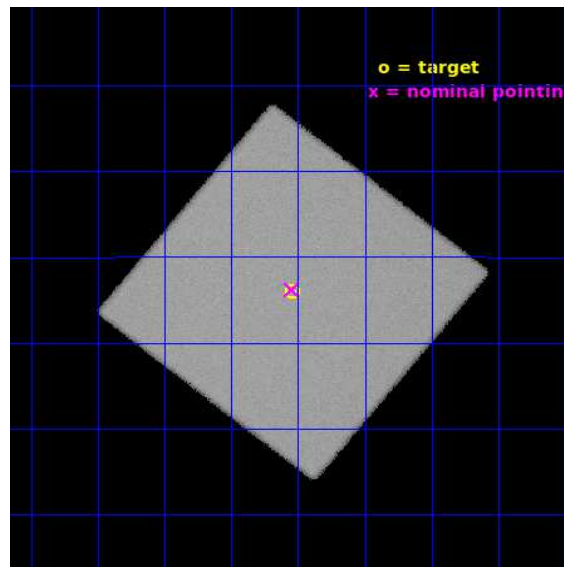 o = target
x = nominal pointin